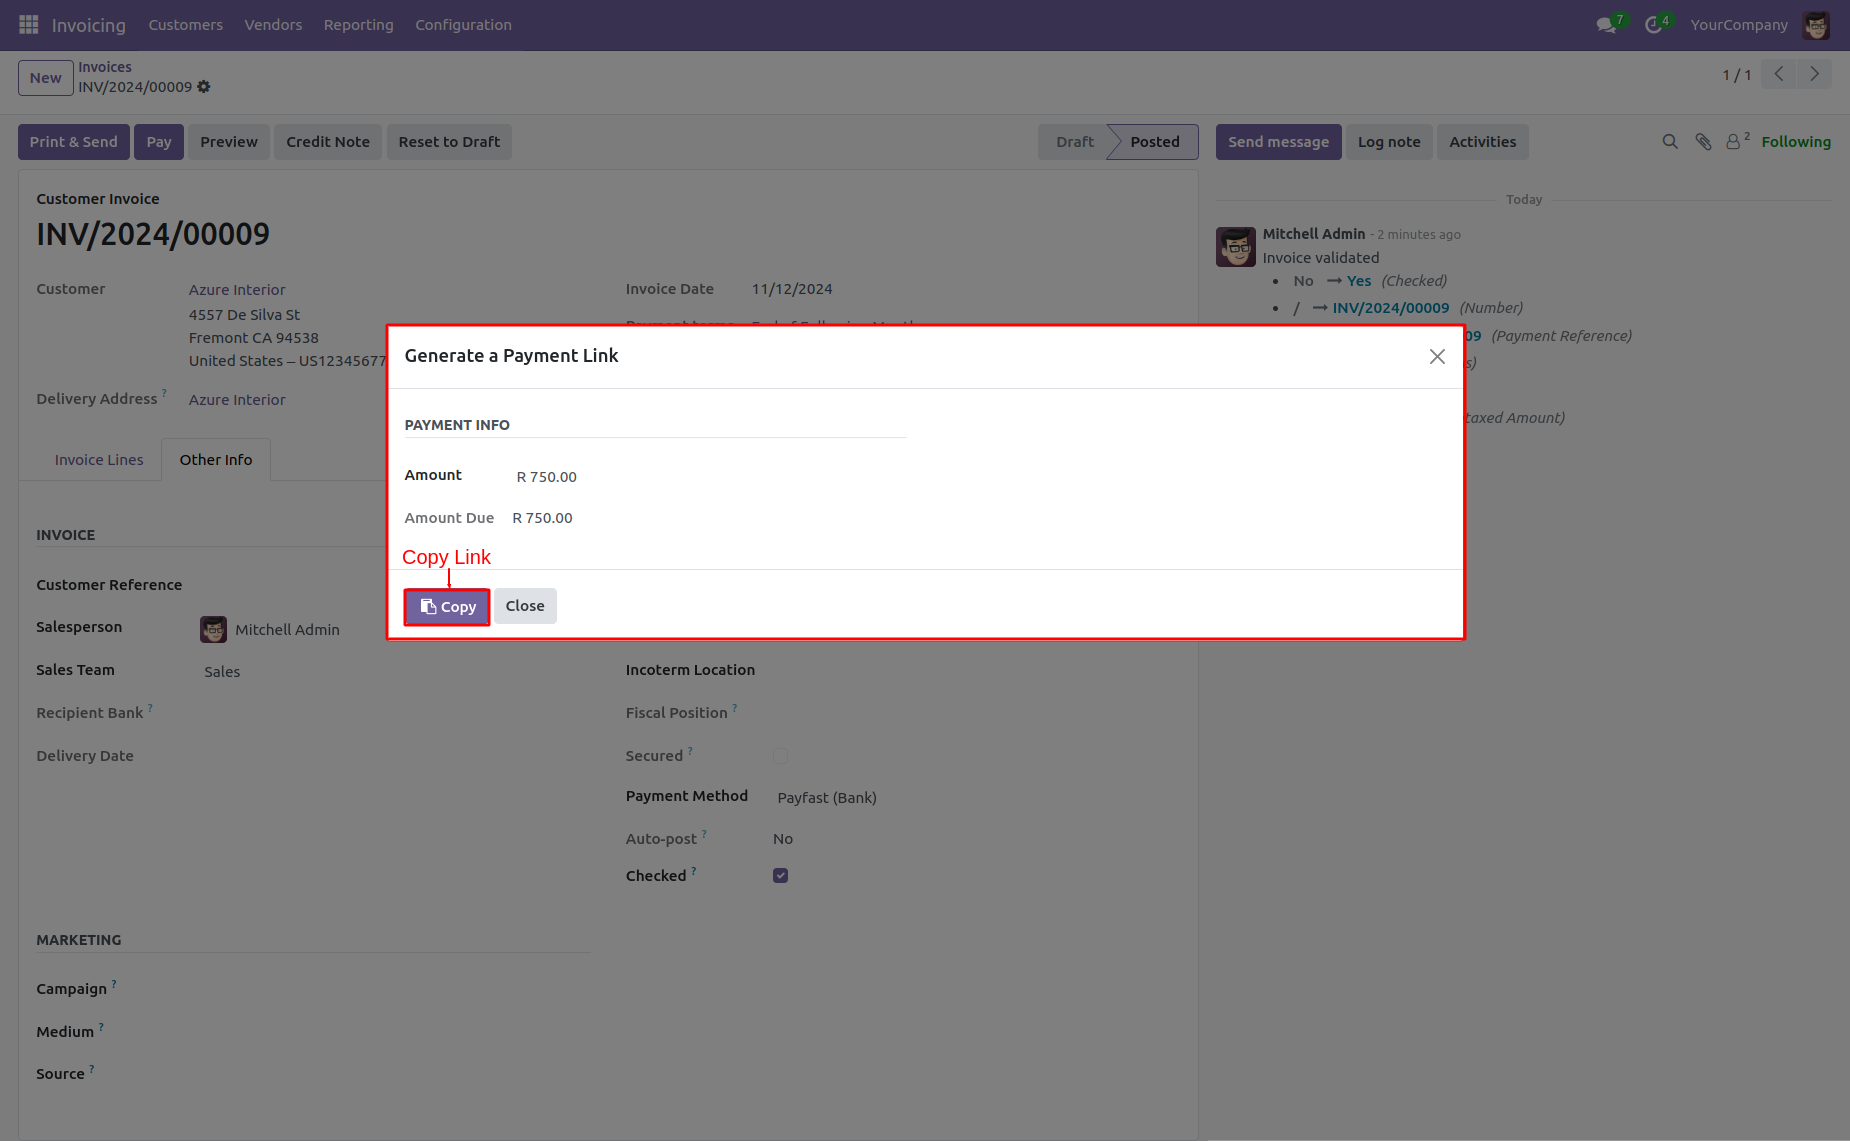 Invoicing Customers Vendors Reporting Configuration 7 4 YourCompany
New Invoices
INV/2024/00009
1 / 1
Print & Send Pay Preview Credit Note Reset to Draft Draft Posted Send message Log note Activities 2 Following
Customer Invoice
INV/2024/00009
Customer Azure Interior
4557 De Silva St
Fremont CA 94538
United States – US12345677
Invoice Date 11/12/2024
Delivery Address ? Azure Interior
Invoice Lines Other Info
INVOICE
Customer Reference
Salesperson Mitchell Admin
Sales Team Sales
Recipient Bank ?
Delivery Date
Incoterm Location
Fiscal Position ?
Secured ?
Payment Method Payfast (Bank)
Auto-post ? No
Checked ?
MARKETING
Campaign ?
Medium ?
Source ?
Today
Mitchell Admin - 2 minutes ago
Invoice validated
• No → Yes (Checked)
• / → INV/2024/00009 (Number)
09 (Payment Reference)
s)
taxed Amount)
Generate a Payment Link
PAYMENT INFO
Amount R 750.00
Amount Due R 750.00
Copy Link
Copy Close